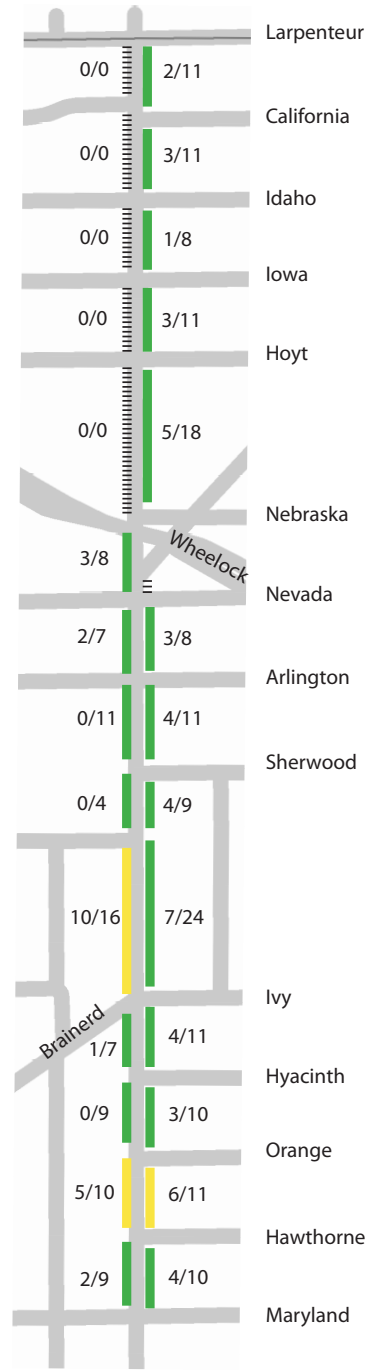 Larpenteur
0/0 2/11
California
0/0 3/11
Idaho
0/0 1/8
Iowa
0/0 3/11
Hoyt
0/0 5/18
Nebraska
Wheelock
3/8
Nevada
2/7 3/8
Arlington
0/11 4/11
Sherwood
0/4 4/9
10/16 7/24
Ivy
Brainerd
1/7 4/11
Hyacinth
0/9 3/10
Orange
5/10 6/11
Hawthorne
2/9 4/10
Maryland